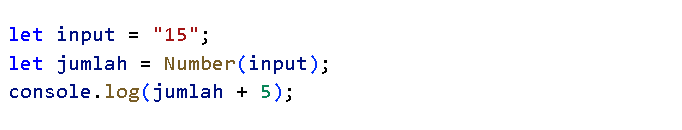 let input = "15";
let jumlah = Number(input);
console.log(jumlah + 5);